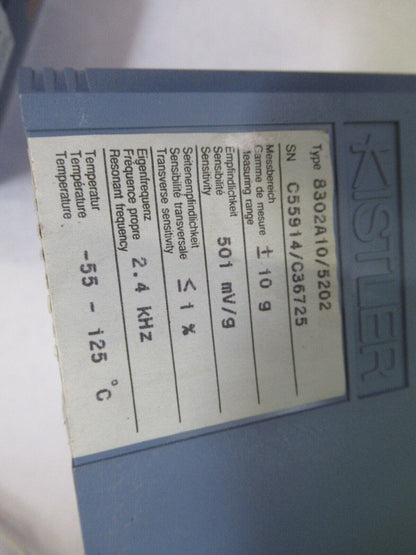 KISTLER
Type 8302A10/5202
SN C55914/C36725
Messbereich
Gamme de mesure ± 10 g
Measuring range
Empfindlichkeit
Sensibilité 501 mV/g
Sensitivity
Seitenempfindlichkeit
Sensibilité transversale ≤ 1 %
Transverse sensitivity
Eigenfrequenz
Fréquence propre 2.4 kHz
Resonant frequency
Temperatur
Température -55 - 125 °C
Temperature